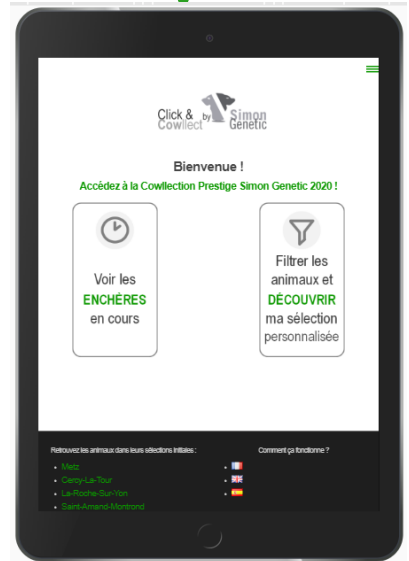 Click & Cowllect by Simon Genetic
Bienvenue !
Accédez à la Cowllection Prestige Simon Genetic 2020 !
Voir les
ENCHÈRES
en cours
Filtrer les
animaux et
DÉCOUVRIR
ma sélection
personnalisée
Retrouvez les animaux dans leurs sélections initiales :
Metz
Cercy-La-Tour
La-Roche-Sur-Yon
Saint-Amand-Montrond
Comment ça fonctionne ?